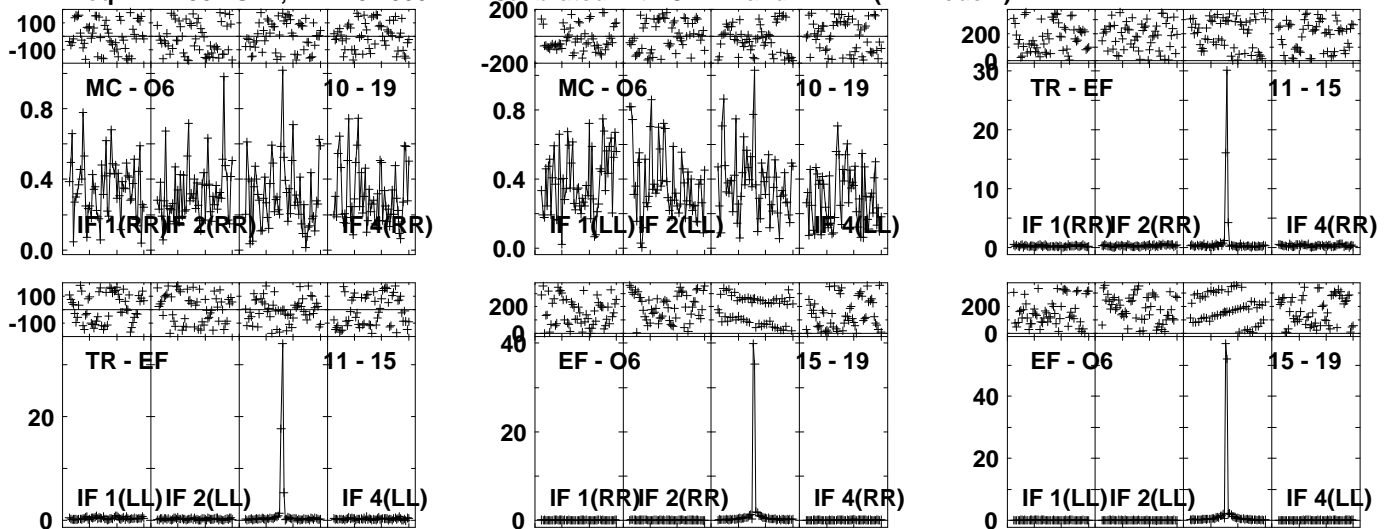 100
-100
MC - O6 10 - 19
0.8
0.4
0.0
IF 1(RR) IF 2(RR) IF 4(RR)
200
-200
MC - O6 10 - 19
0.8
0.4
0.0
IF 1(LL) IF 2(LL) IF 4(LL)
200
0
TR - EF 11 - 15
30
20
10
0
IF 1(RR) IF 2(RR) IF 4(RR)
100
-100
TR - EF 11 - 15
20
0
IF 1(LL) IF 2(LL) IF 4(LL)
200
0
EF - O6 15 - 19
40
20
0
IF 1(RR) IF 2(RR) IF 4(RR)
200
0
EF - O6 15 - 19
40
20
0
IF 1(LL) IF 2(LL) IF 4(LL)